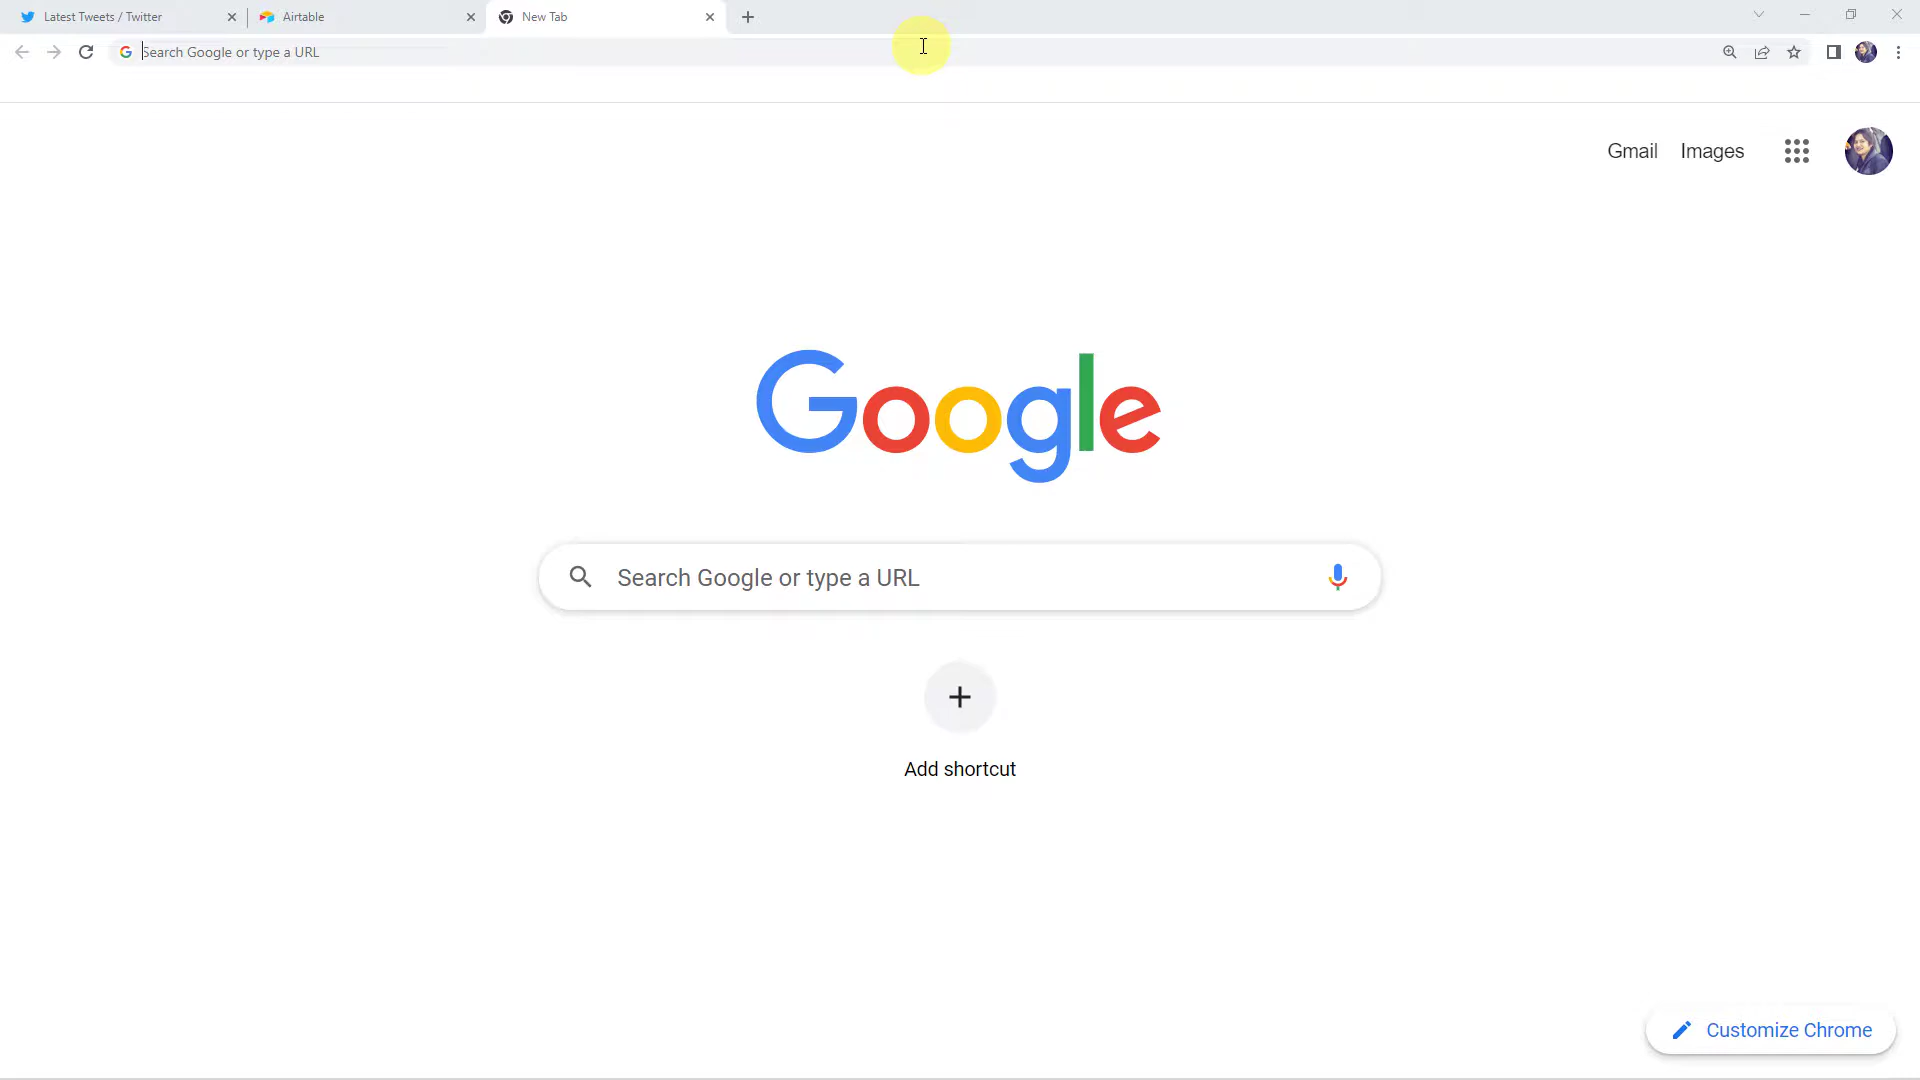 Latest Tweets / Twitter
Airtable
New Tab
Search Google or type a URL
Gmail
Images
Google
Search Google or type a URL
Add shortcut
Customize Chrome